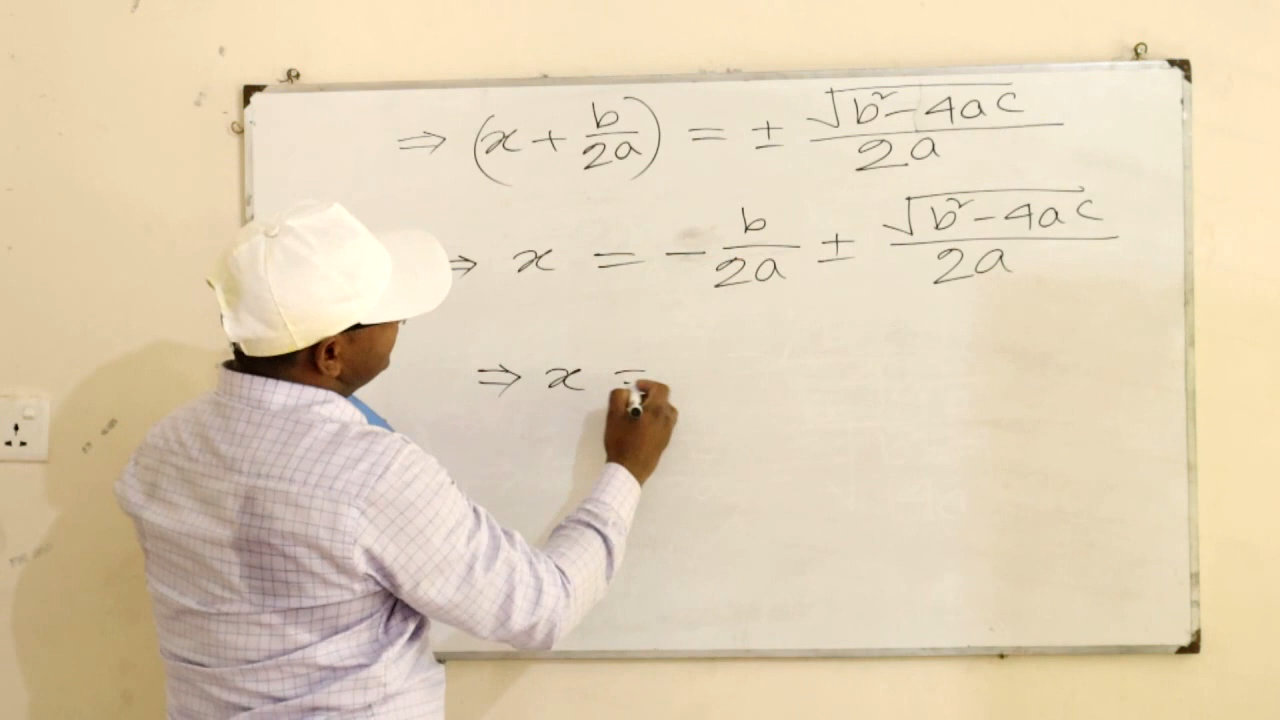 ⇒ (x + b/2a) = ± √b²-4ac/2a
⇒ x = - b/2a ± √b²-4ac/2a
⇒ x =